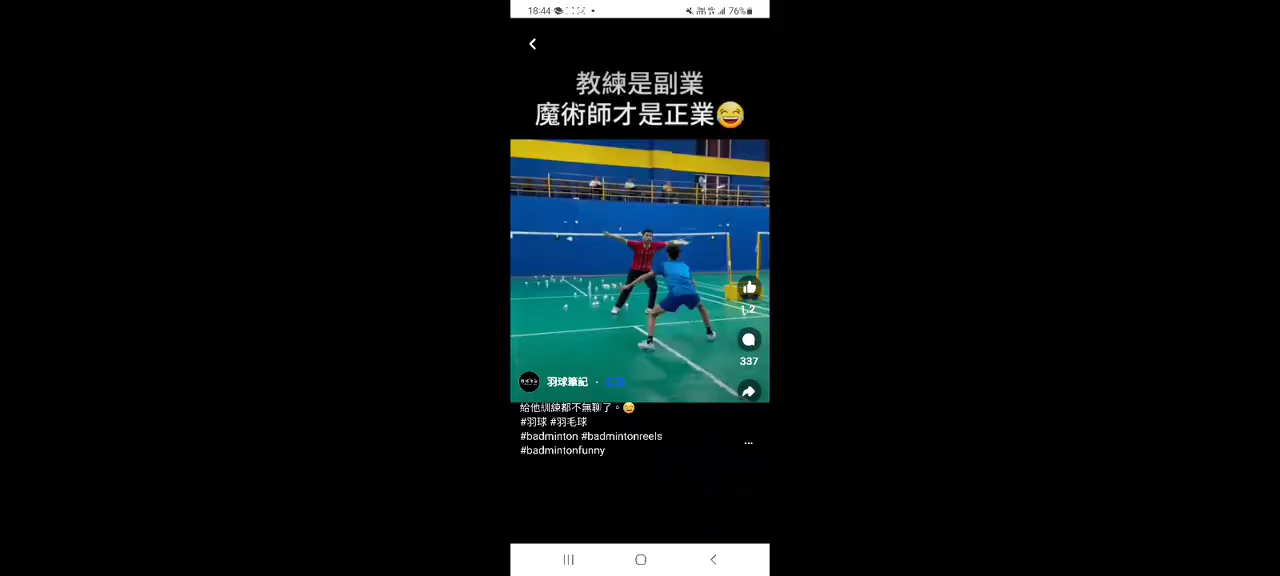 18:44
76%
教練是副業
魔術師才是正業😂
337
羽球筆記 ·
給他訓練都不無聊了。😄
#羽球 #羽毛球
#badminton #badmintonreels
#badmintonfunny